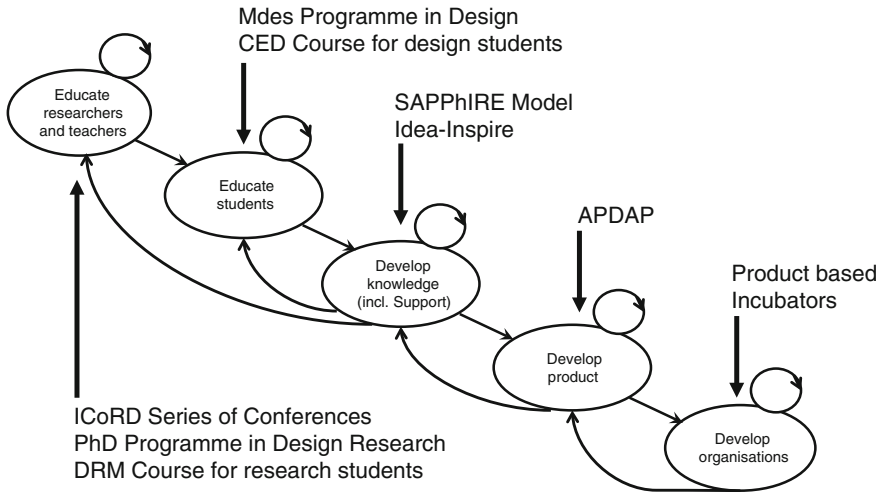 Mdes Programme in Design
CED Course for design students
Educate
researchers
and teachers
SAPPhIRE Model
Idea-Inspire
Educate
students
APDAP
Develop
knowledge
(incl. Support)
Product based
Incubators
Develop
product
ICoRD Series of Conferences
PhD Programme in Design Research
DRM Course for research students
Develop
organisations